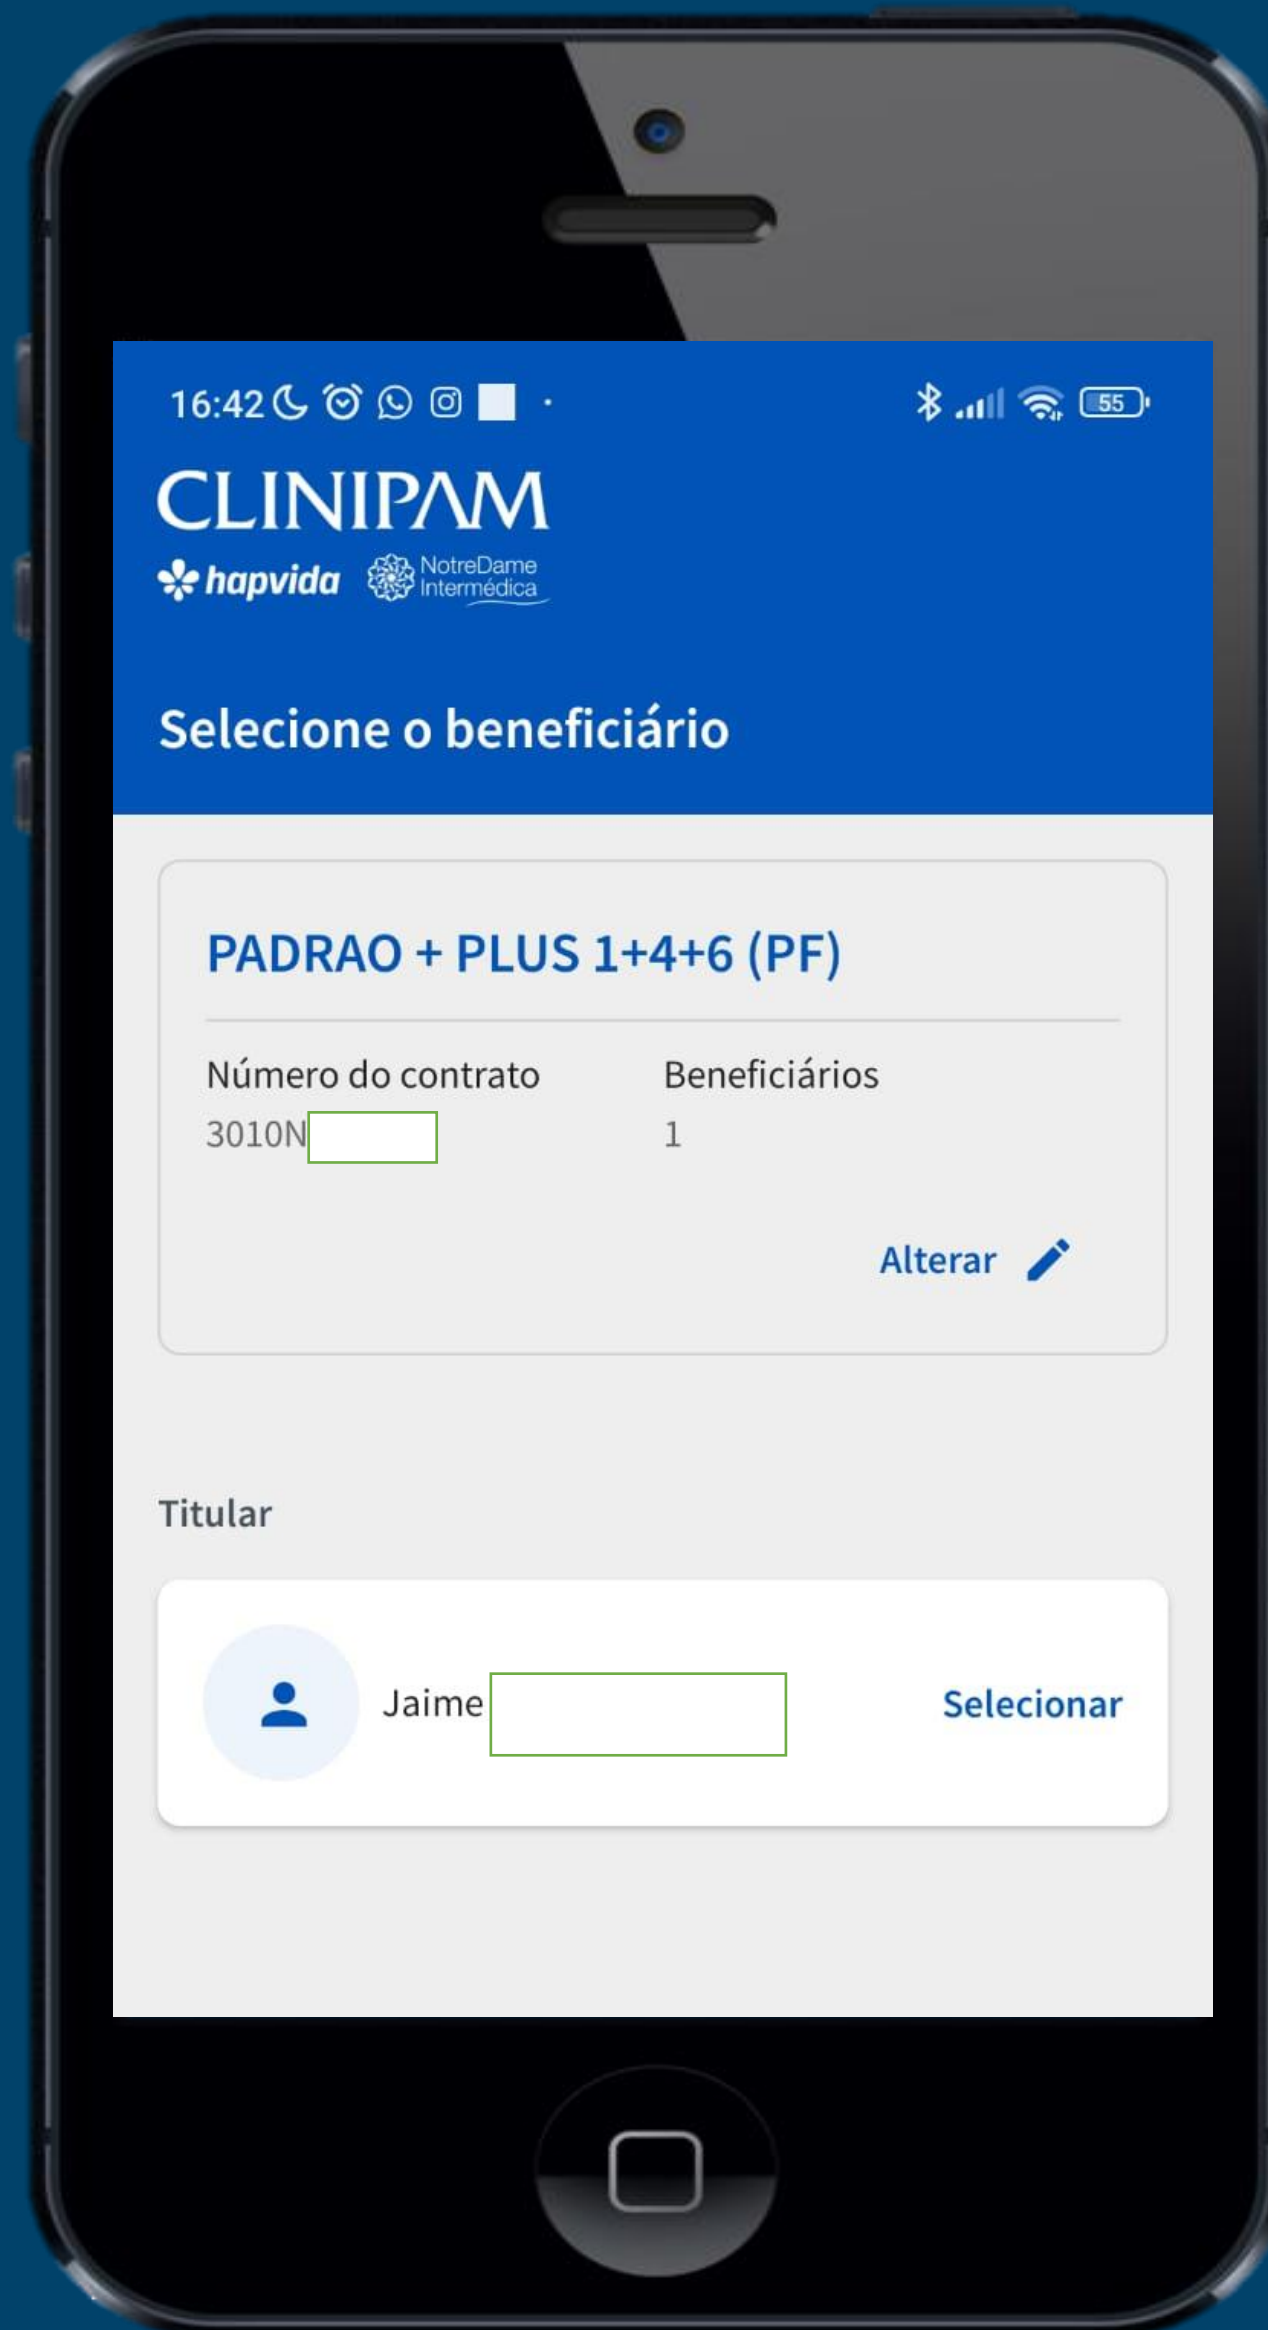 16:42
55
CLINIPAM
hapvida NotreDame
Intermédica
Selecione o beneficiário
PADRAO + PLUS 1+4+6 (PF)
Número do contrato Beneficiários
3010N 1
Alterar
Titular
Jaime Selecionar